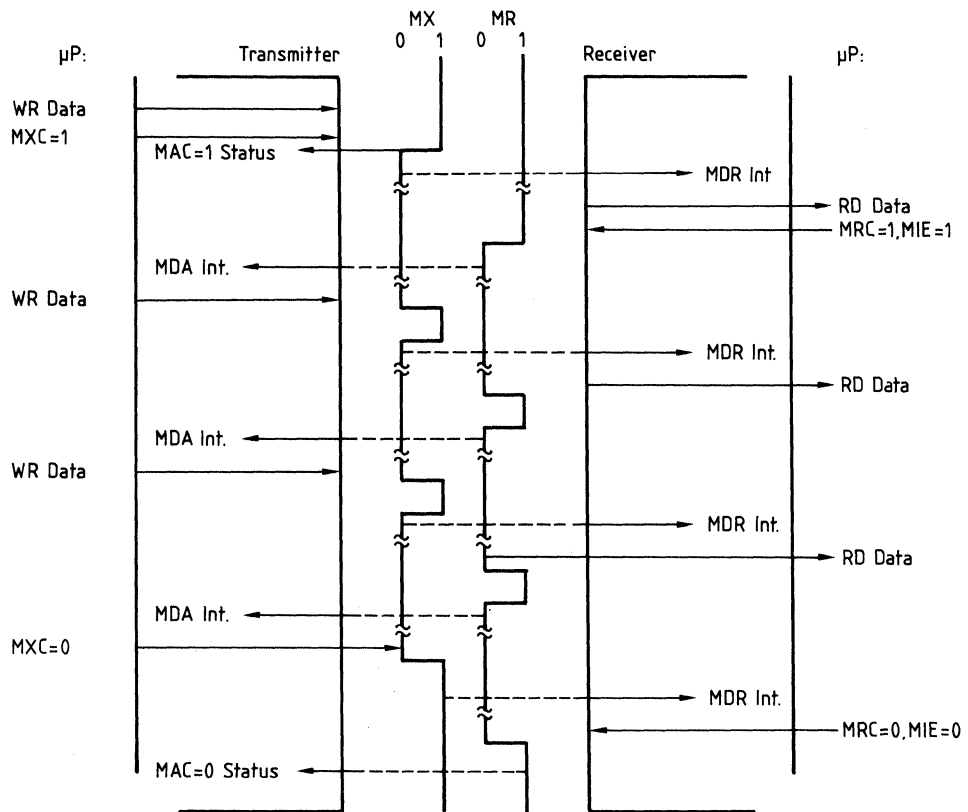 MX MR
0 1 0 1
µP: Transmitter Receiver µP:
WR Data
MXC=1
MAC=1 Status
MDR Int
RD Data
MRC=1,MIE=1
MDA Int.
WR Data
MDR Int.
RD Data
MDA Int.
WR Data
MDR Int.
RD Data
MDA Int.
MXC=0
MDR Int.
MRC=0,MIE=0
MAC=0 Status